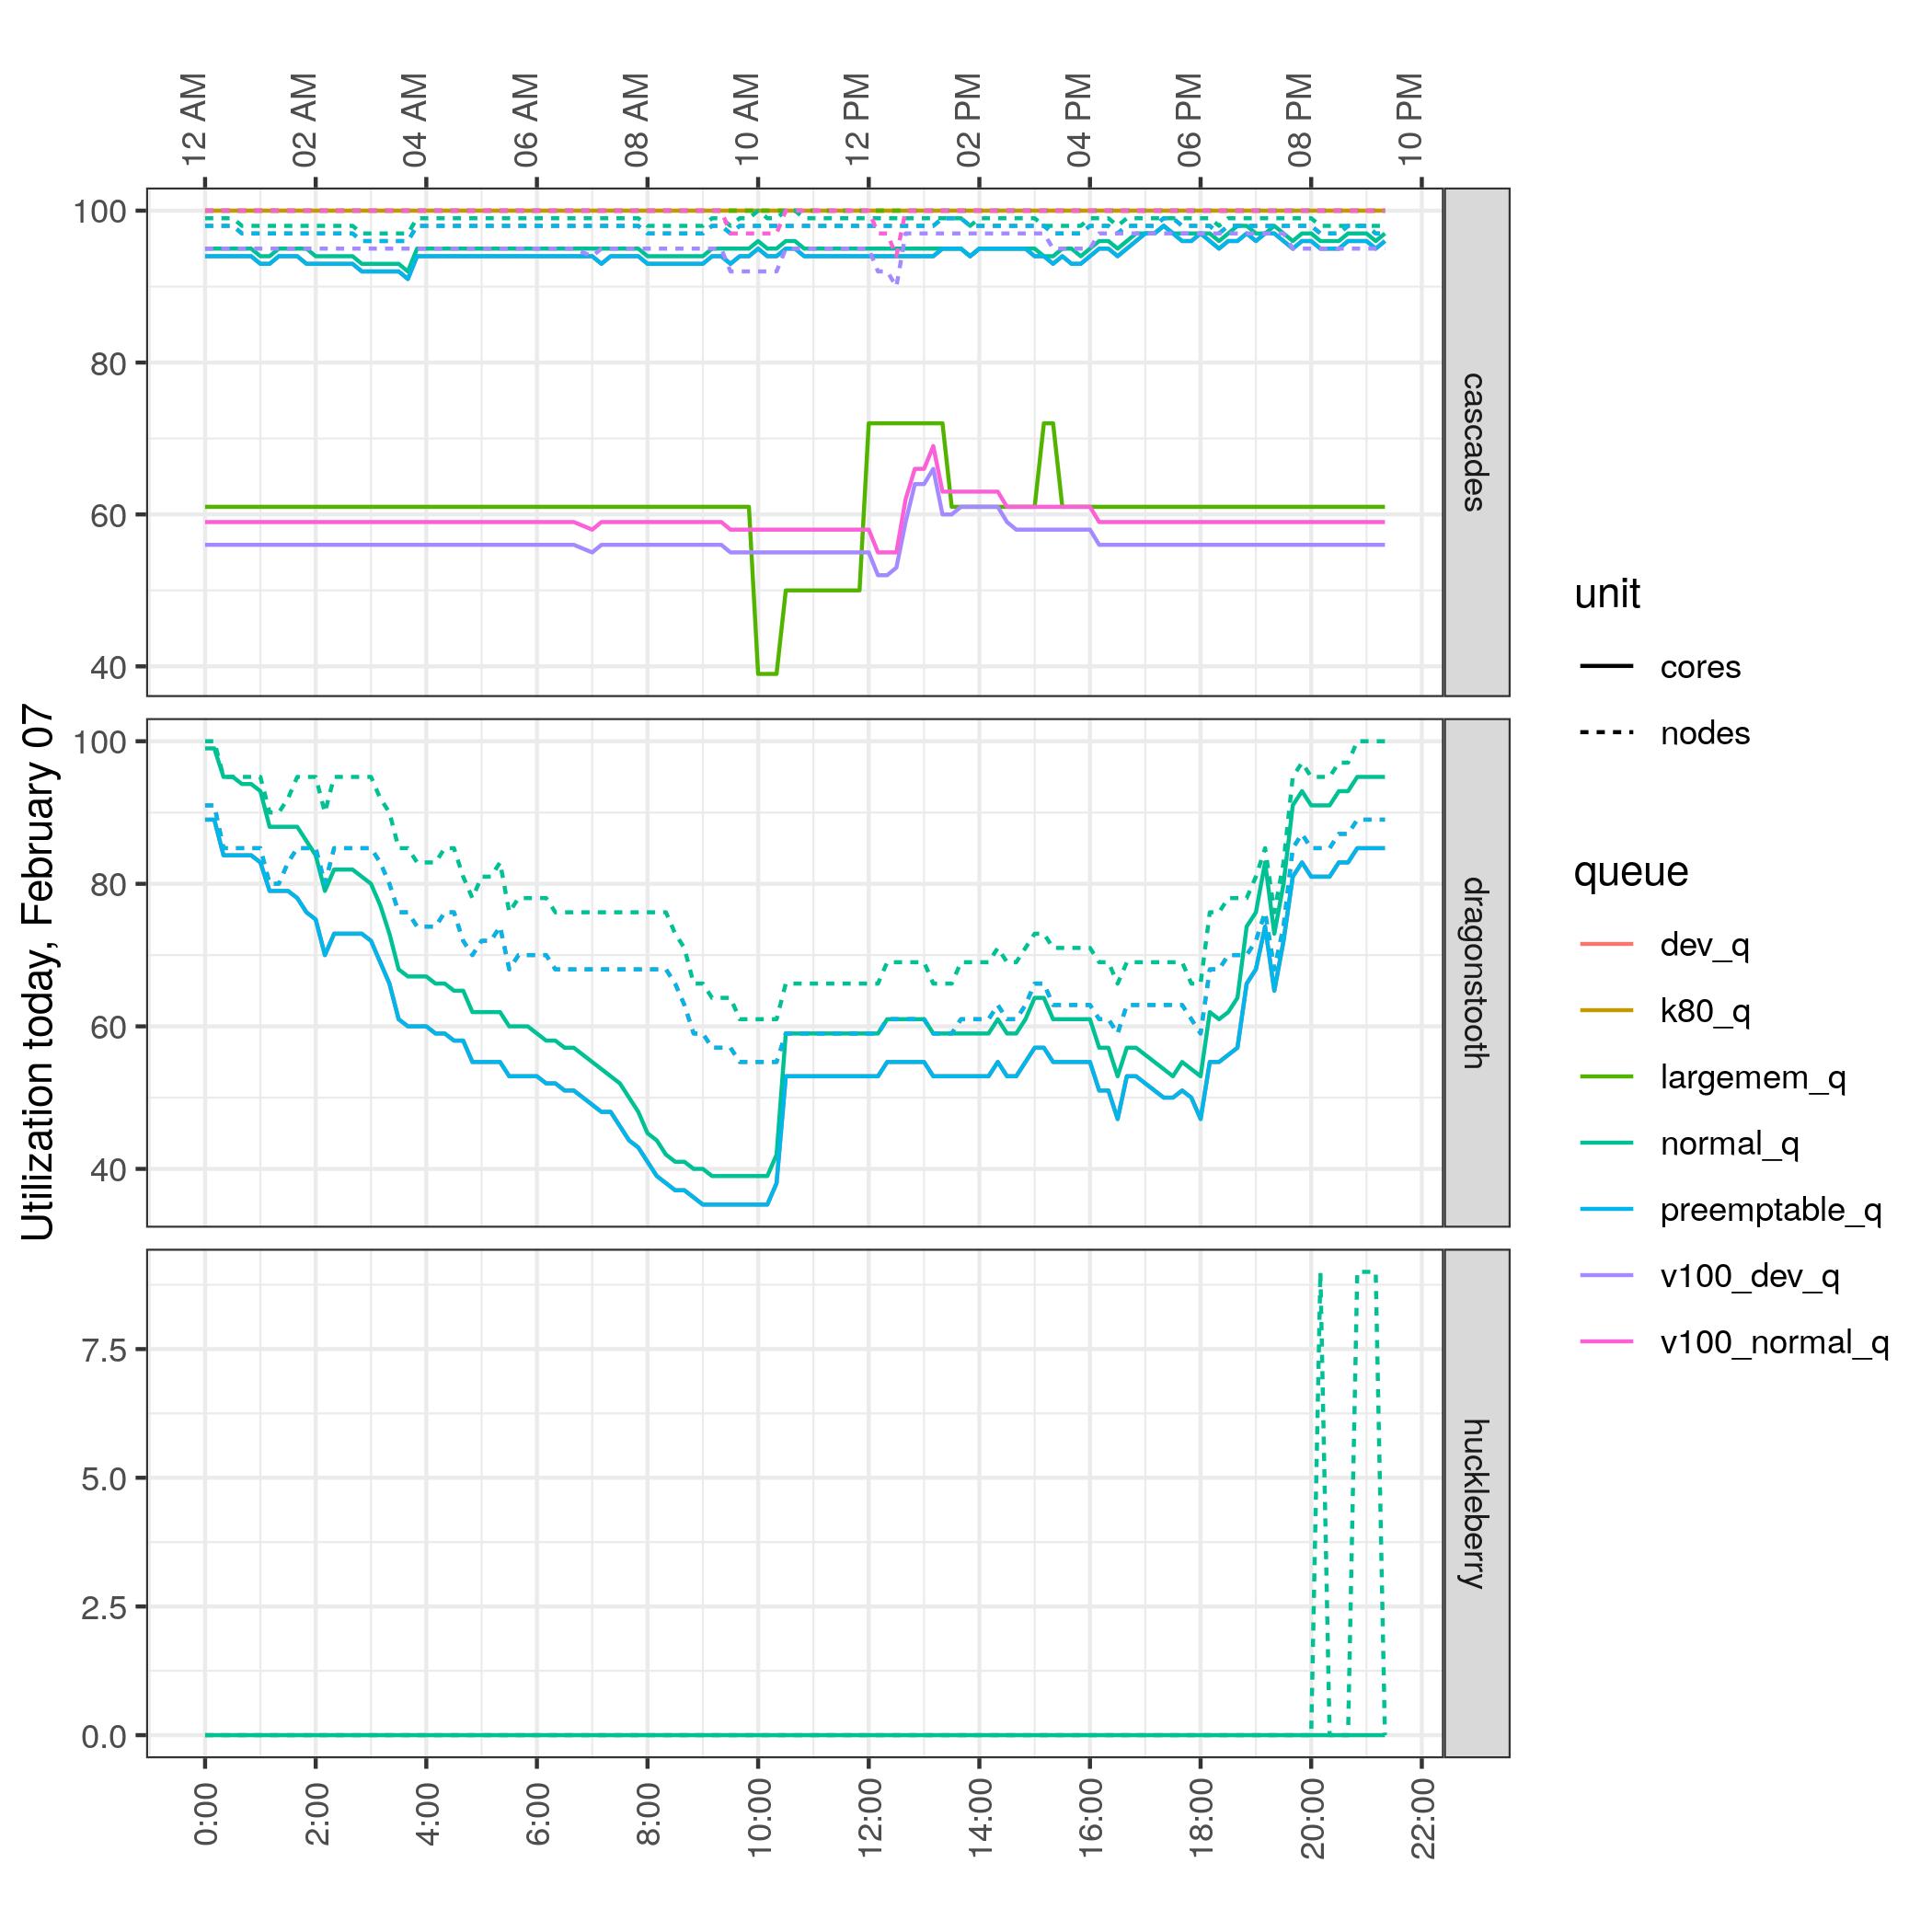 12 AM
02 AM
04 AM
06 AM
08 AM
10 AM
12 PM
02 PM
04 PM
06 PM
08 PM
10 PM
Utilization today, February 07
100
80
60
40
cascades
100
80
60
40
dragonstooth
7.5
5.0
2.5
0.0
huckleberry
0:00
2:00
4:00
6:00
8:00
10:00
12:00
14:00
16:00
18:00
20:00
22:00
unit
cores
nodes
queue
dev_q
k80_q
largemem_q
normal_q
preemptable_q
v100_dev_q
v100_normal_q